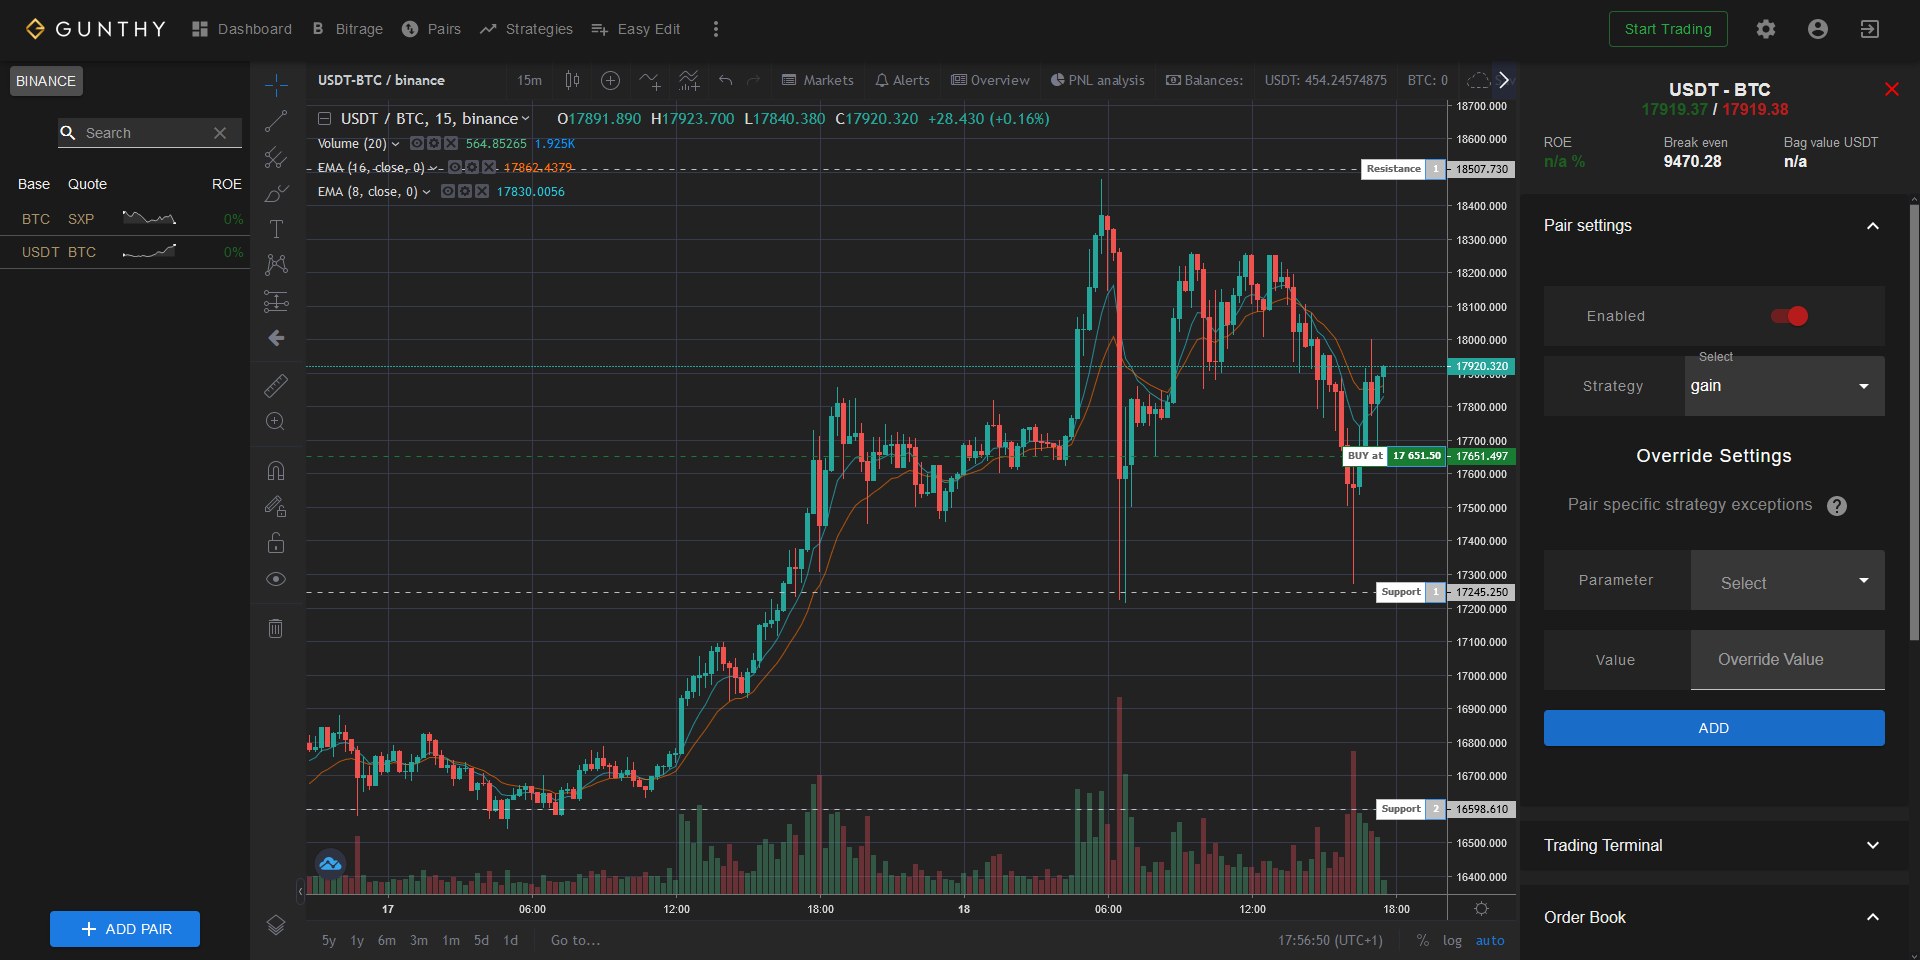 GUNTHY
Dashboard
Bitrage
Pairs
Strategies
Easy Edit
Start Trading
BINANCE
Search
Base Quote ROE
BTC SXP 0%
USDT BTC 0%
ADD PAIR
USDT-BTC / binance
15m
Markets
Alerts
Overview
PNL analysis
Balances:
USDT: 454.24574875
BTC: 0
USDT / BTC, 15, binance O17891.890 H17923.700 L17840.380 C17920.320 +28.430 (+0.16%)
Volume (20) 564.85265 1.925K
EMA (16, close, 0) 17862.4379
EMA (8, close, 0) 17830.0056
18700.000
18600.000
Resistance 1 18507.730
18400.000
18300.000
18200.000
18100.000
18000.000
17920.320
17900.000
17800.000
17700.000
BUY at 17 651.50 17651.497
17600.000
17500.000
17400.000
17300.000
Support 1 17245.250
17200.000
17100.000
17000.000
16900.000
16800.000
16700.000
Support 2 16598.610
16500.000
16400.000
17 06:00 12:00 18:00 18 06:00 12:00 18:00
5y 1y 6m 3m 1m 5d 1d Go to...
17:56:50 (UTC+1) % log auto
USDT - BTC
17919.37 / 17919.38
ROE Break even Bag value USDT
n/a % 9470.28 n/a
Pair settings
Enabled
Select
Strategy gain
Override Settings
Pair specific strategy exceptions ?
Parameter Select
Value Override Value
ADD
Trading Terminal
Order Book